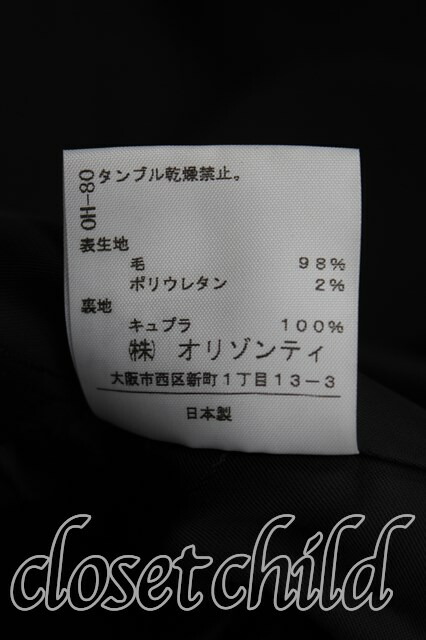 OH-80
タンブル乾燥禁止。
表生地
毛 98%
ポリウレタン 2%
裏地
キュプラ 100%
㈱ オリゾンティ
大阪市西区新町1丁目13-3
日本製
closetchild